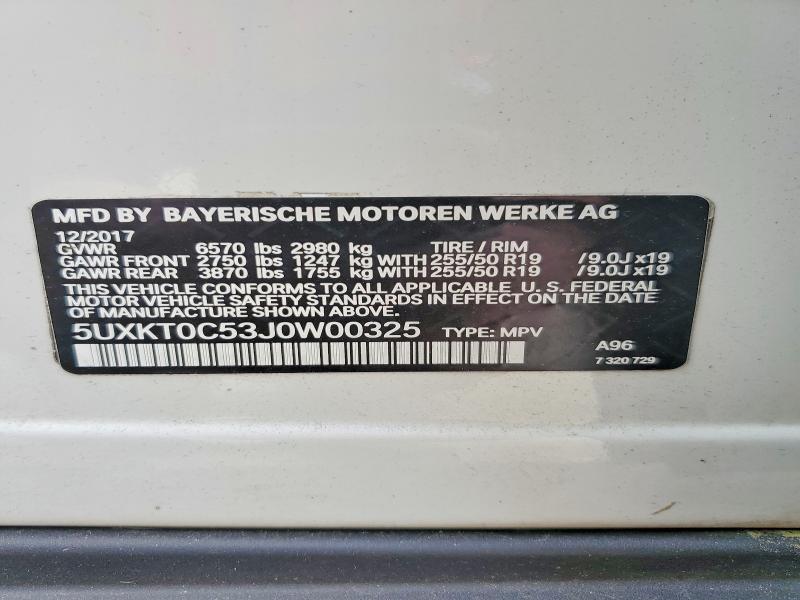 MFD BY BAYERISCHE MOTOREN WERKE AG
12/2017
GVWR 6570 lbs 2980 kg TIRE / RIM
GAWR FRONT 2750 lbs 1247 kg WITH 255/50 R19 /9.0J x19
GAWR REAR 3870 lbs 1755 kg WITH 255/50 R19 /9.0J x19
THIS VEHICLE CONFORMS TO ALL APPLICABLE U. S. FEDERAL
MOTOR VEHICLE SAFETY STANDARDS IN EFFECT ON THE DATE
OF MANUFACTURE SHOWN ABOVE.
5UXKT0C53J0W00325 TYPE: MPV
A96
7 320 729